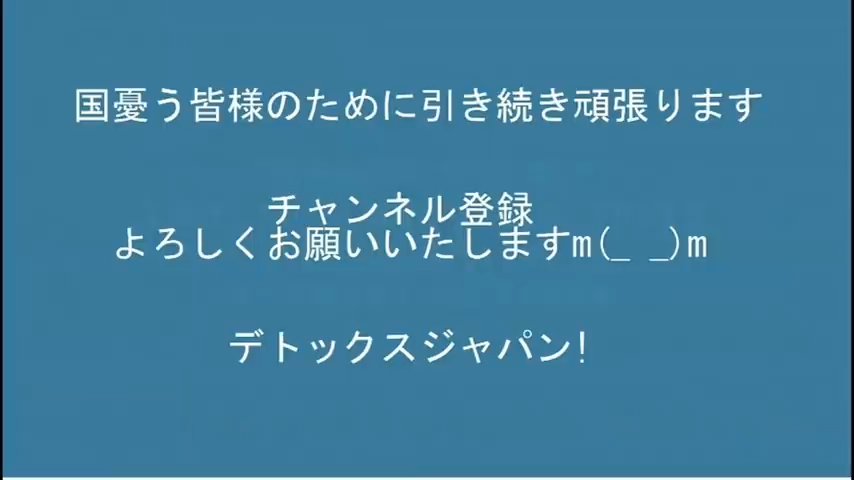 国憂う皆様のために引き続き頑張ります
チャンネル登録
よろしくお願いいたしますm(_ _)m
デトックスジャパン!